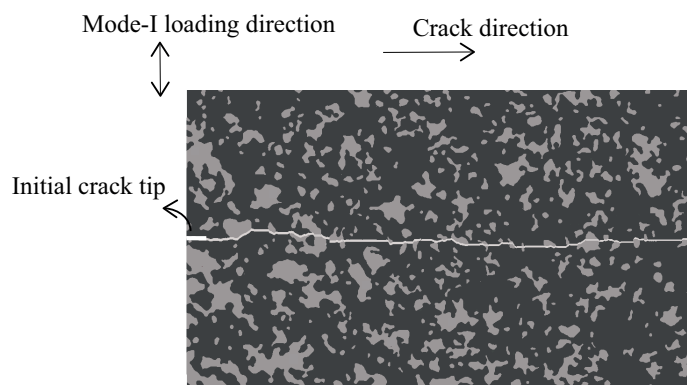 Mode-I loading direction
Crack direction
Initial crack tip